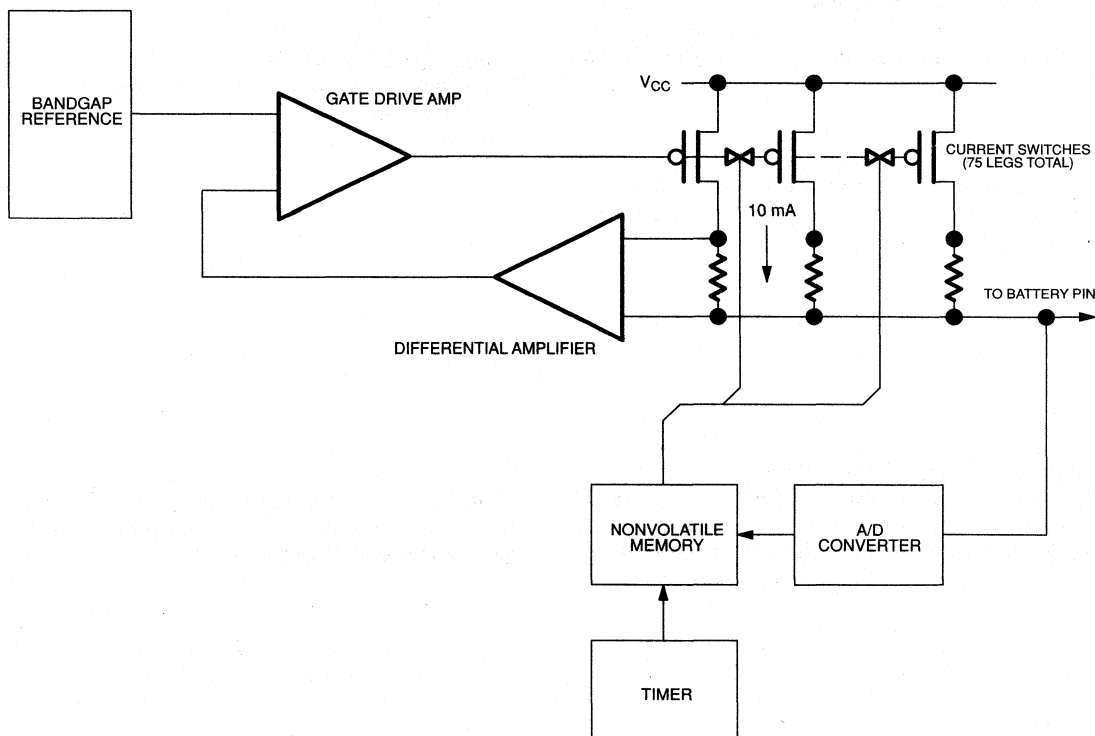 BANDGAP
REFERENCE
GATE DRIVE AMP
VCC
CURRENT SWITCHES
(75 LEGS TOTAL)
10 mA
TO BATTERY PIN
DIFFERENTIAL AMPLIFIER
NONVOLATILE
MEMORY
A/D
CONVERTER
TIMER